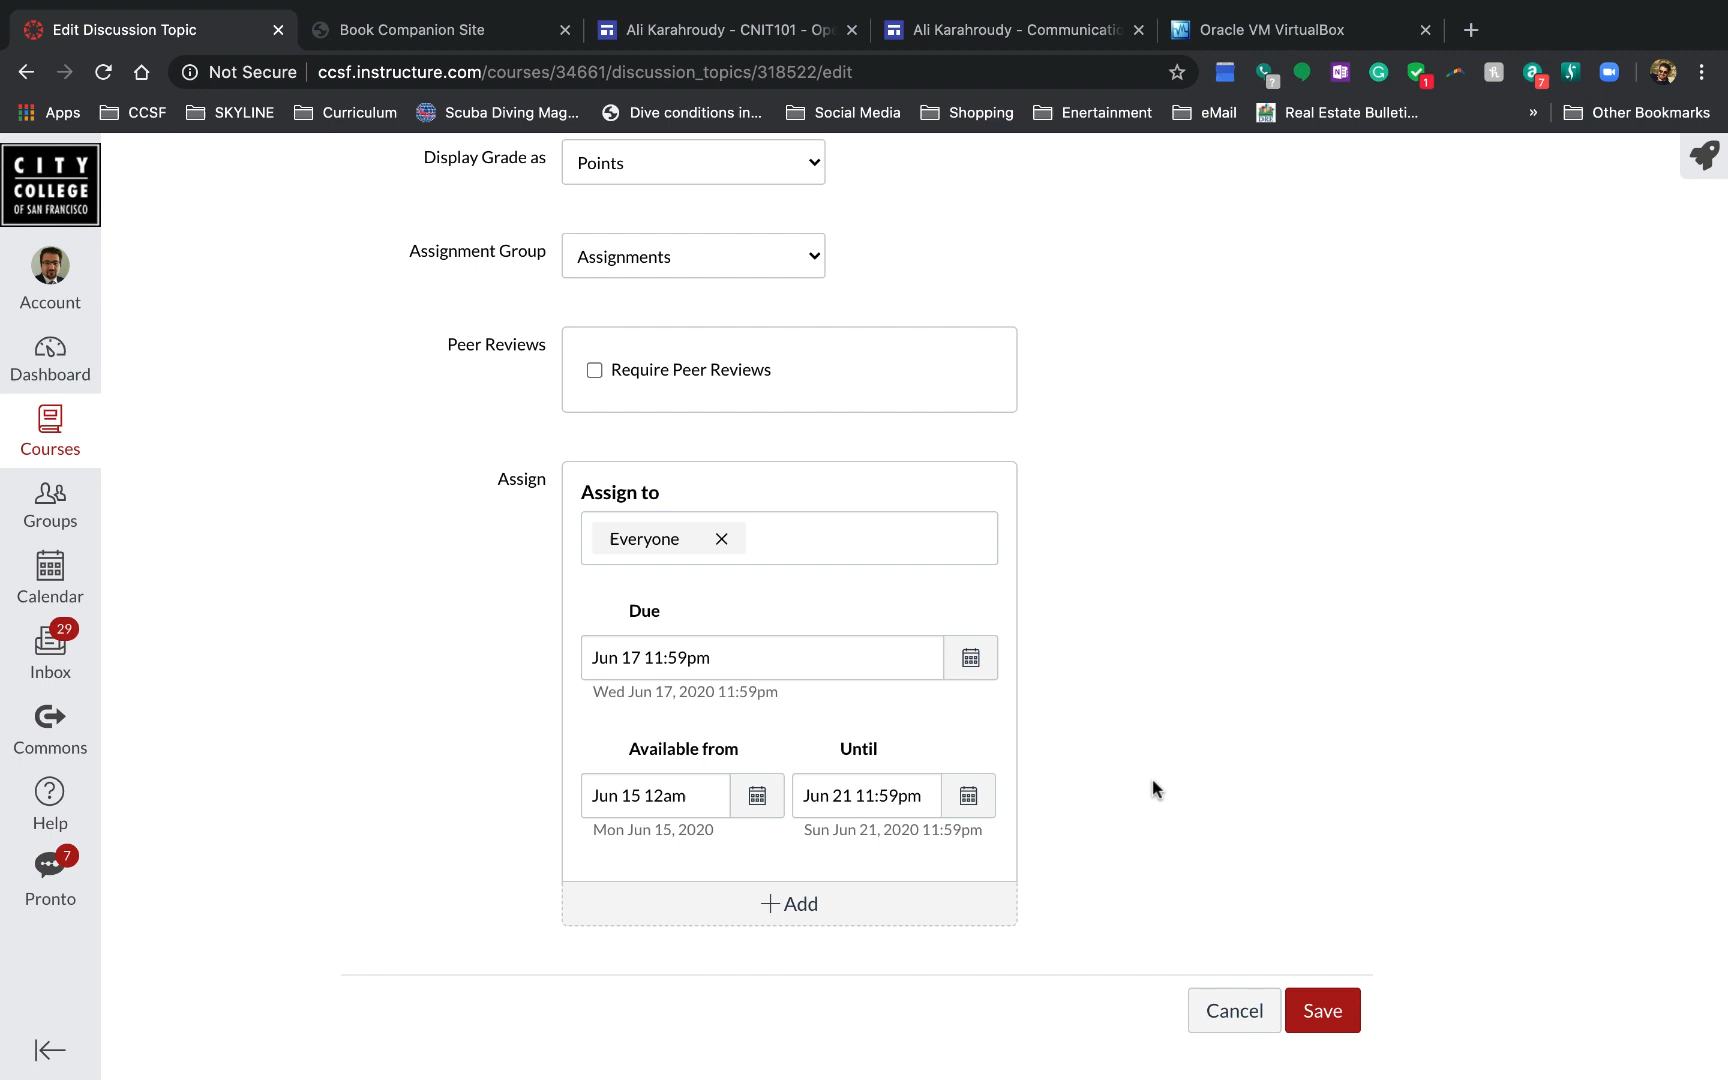 Edit Discussion Topic
Book Companion Site
Ali Karahroudy - CNIT101 - Ope
Ali Karahroudy - Communicatio
Oracle VM VirtualBox
Not Secure
ccsf.instructure.com/courses/34661/discussion_topics/318522/edit
?
1
7
Apps
CCSF
SKYLINE
Curriculum
Scuba Diving Mag...
Dive conditions in...
Social Media
Shopping
Enertainment
eMail
Real Estate Bulleti...
»
Other Bookmarks
CITY
COLLEGE
OF SAN FRANCISCO
Account
Dashboard
Courses
Groups
Calendar
29
Inbox
Commons
Help
7
Pronto
Display Grade as
Points
Assignment Group
Assignments
Peer Reviews
Require Peer Reviews
Assign
Assign to
Everyone
Due
Jun 17 11:59pm
Wed Jun 17, 2020 11:59pm
Available from
Until
Jun 15 12am
Jun 21 11:59pm
Mon Jun 15, 2020
Sun Jun 21, 2020 11:59pm
+ Add
Cancel
Save